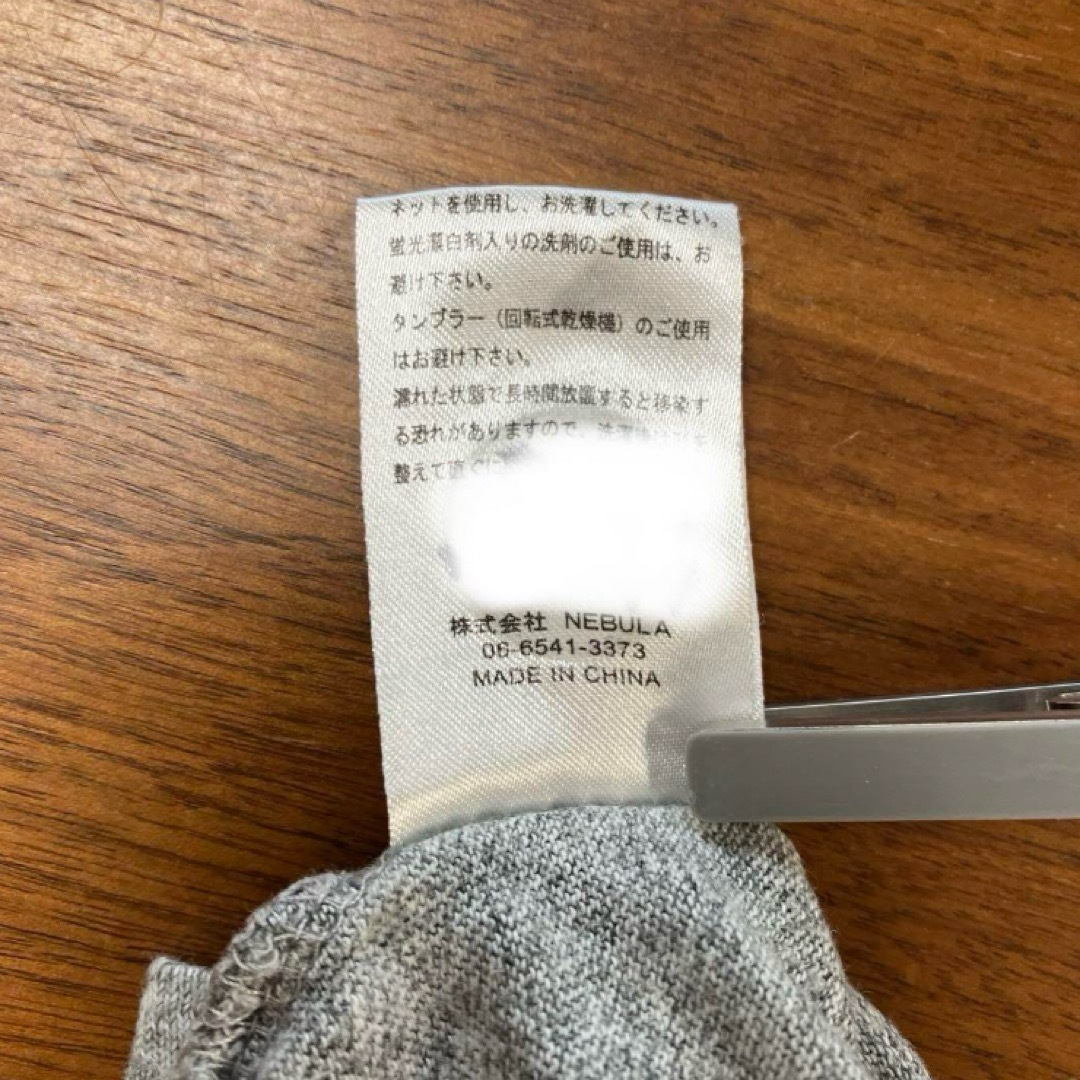 ネットを使用し、お洗濯してください。
蛍光漂白剤入りの洗剤のご使用は、お
避け下さい。
タンブラー（回転式乾燥機）のご使用
はお避け下さい。
濡れた状態で長時間放置すると移染す
る恐れがありますので、
整えて直ぐに
株式会社 NEBULA
06-6541-3373
MADE IN CHINA